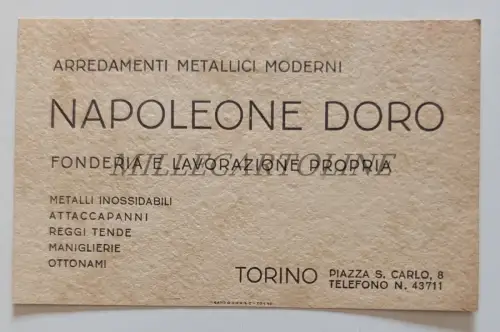 ARREDAMENTI METALLICI MODERNI
NAPOLEONE DORO
FONDERIA E LAVORAZIONE PROPRIA
MILLECARTOLINE
METALLI INOSSIDABILI
ATTACCAPANNI
REGGI TENDE
MANIGLIERIE
OTTONAMI
TORINO PIAZZA S. CARLO, 8
TELEFONO N. 43711